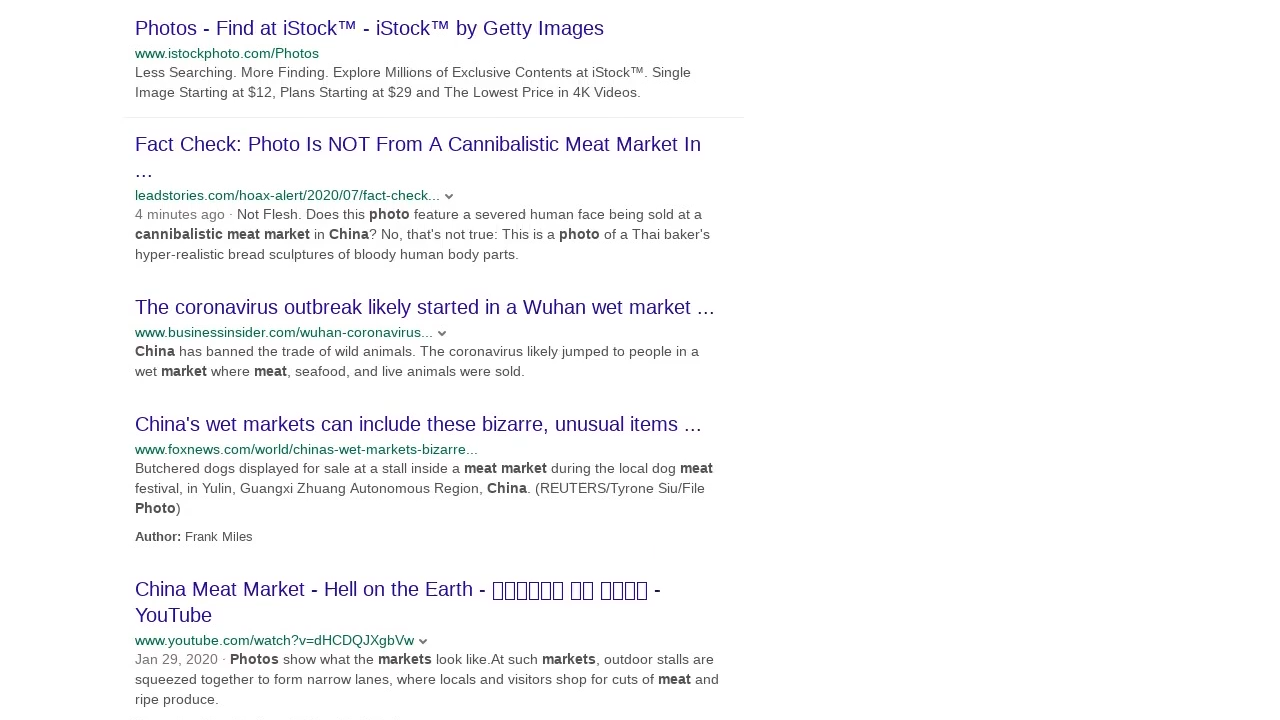 Photos - Find at iStock™ - iStock™ by Getty Images
www.istockphoto.com/Photos
Less Searching. More Finding. Explore Millions of Exclusive Contents at iStock™. Single
Image Starting at $12, Plans Starting at $29 and The Lowest Price in 4K Videos.
Fact Check: Photo Is NOT From A Cannibalistic Meat Market In
...
leadstories.com/hoax-alert/2020/07/fact-check...
4 minutes ago · Not Flesh. Does this photo feature a severed human face being sold at a
cannibalistic meat market in China? No, that's not true: This is a photo of a Thai baker's
hyper-realistic bread sculptures of bloody human body parts.
The coronavirus outbreak likely started in a Wuhan wet market ...
www.businessinsider.com/wuhan-coronavirus...
China has banned the trade of wild animals. The coronavirus likely jumped to people in a
wet market where meat, seafood, and live animals were sold.
China's wet markets can include these bizarre, unusual items ...
www.foxnews.com/world/chinas-wet-markets-bizarre...
Butchered dogs displayed for sale at a stall inside a meat market during the local dog meat
festival, in Yulin, Guangxi Zhuang Autonomous Region, China. (REUTERS/Tyrone Siu/File
Photo)
Author: Frank Miles
China Meat Market - Hell on the Earth - -
YouTube
www.youtube.com/watch?v=dHCDQJXgbVw
Jan 29, 2020 · Photos show what the markets look like.At such markets, outdoor stalls are
squeezed together to form narrow lanes, where locals and visitors shop for cuts of meat and
ripe produce.